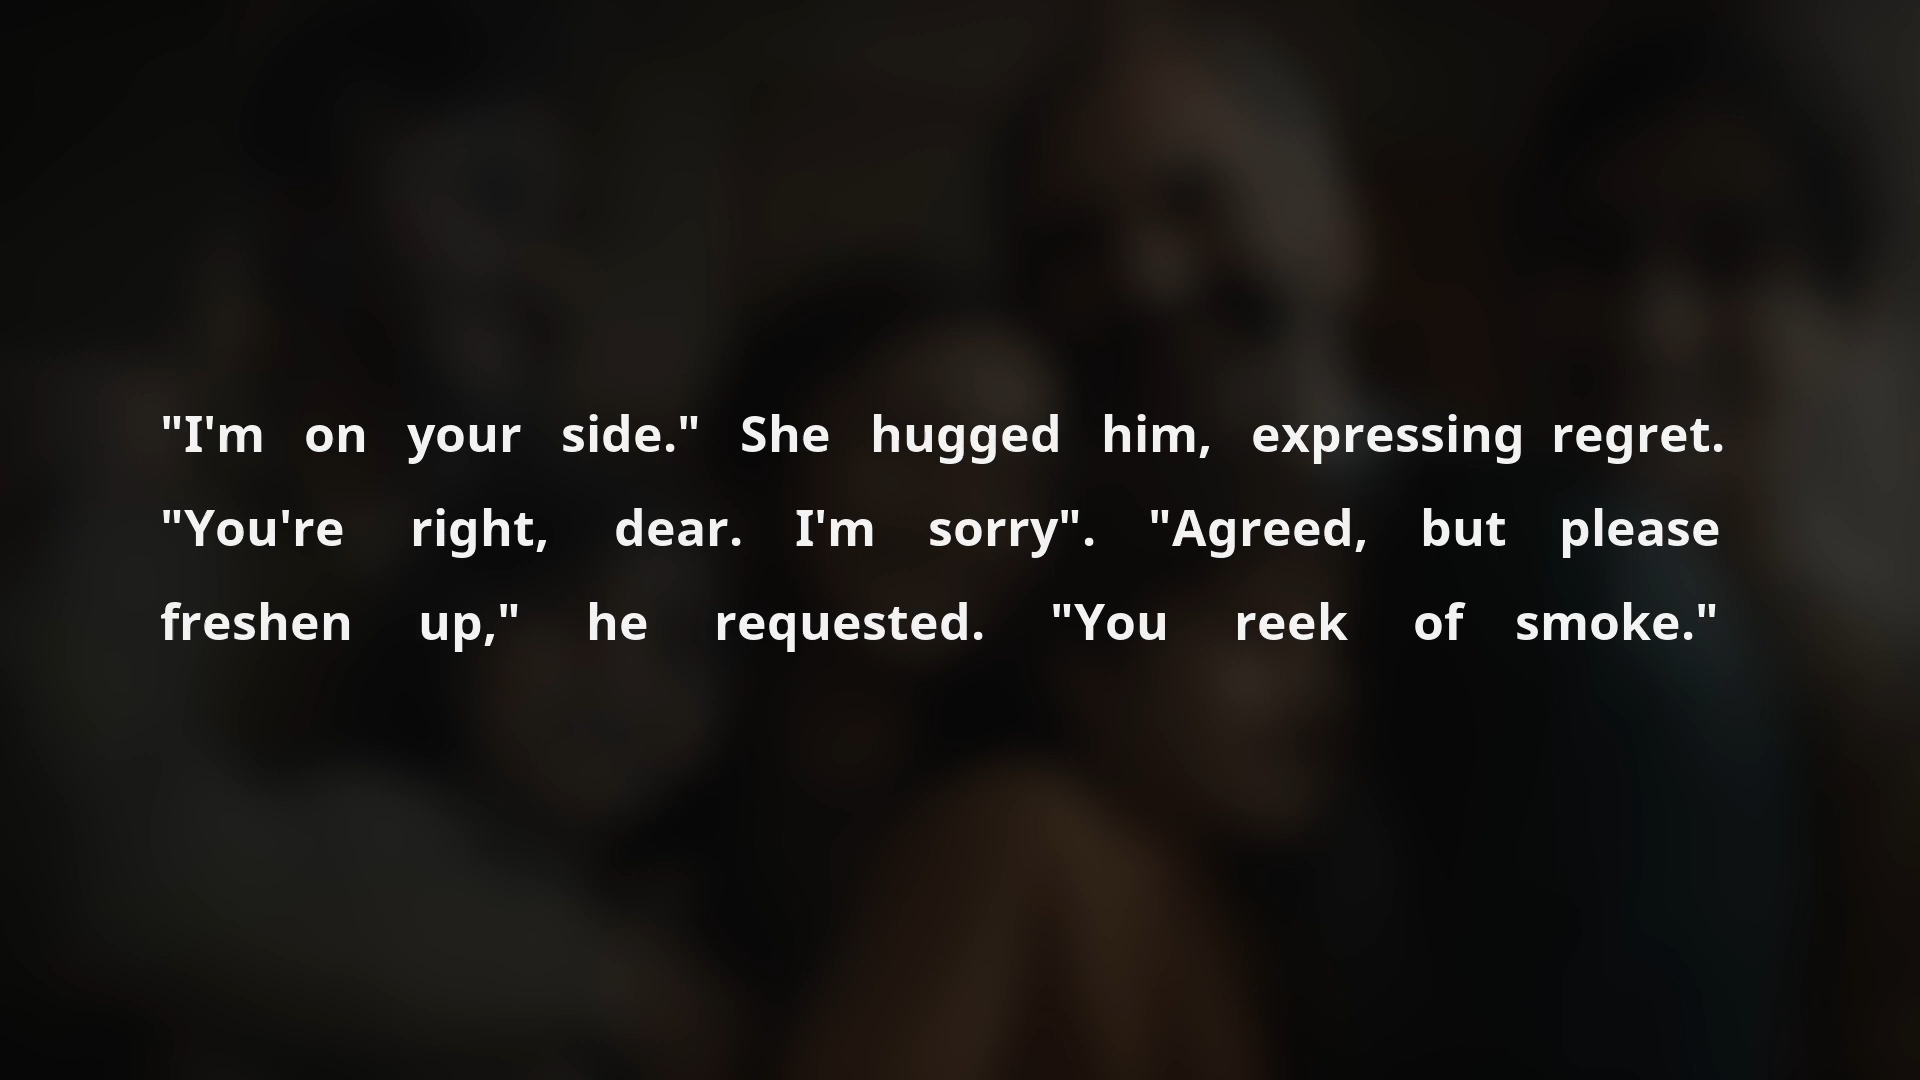 "I'm on your side." She hugged him, expressing regret.
"You're right, dear. I'm sorry". "Agreed, but please
freshen up," he requested. "You reek of smoke."